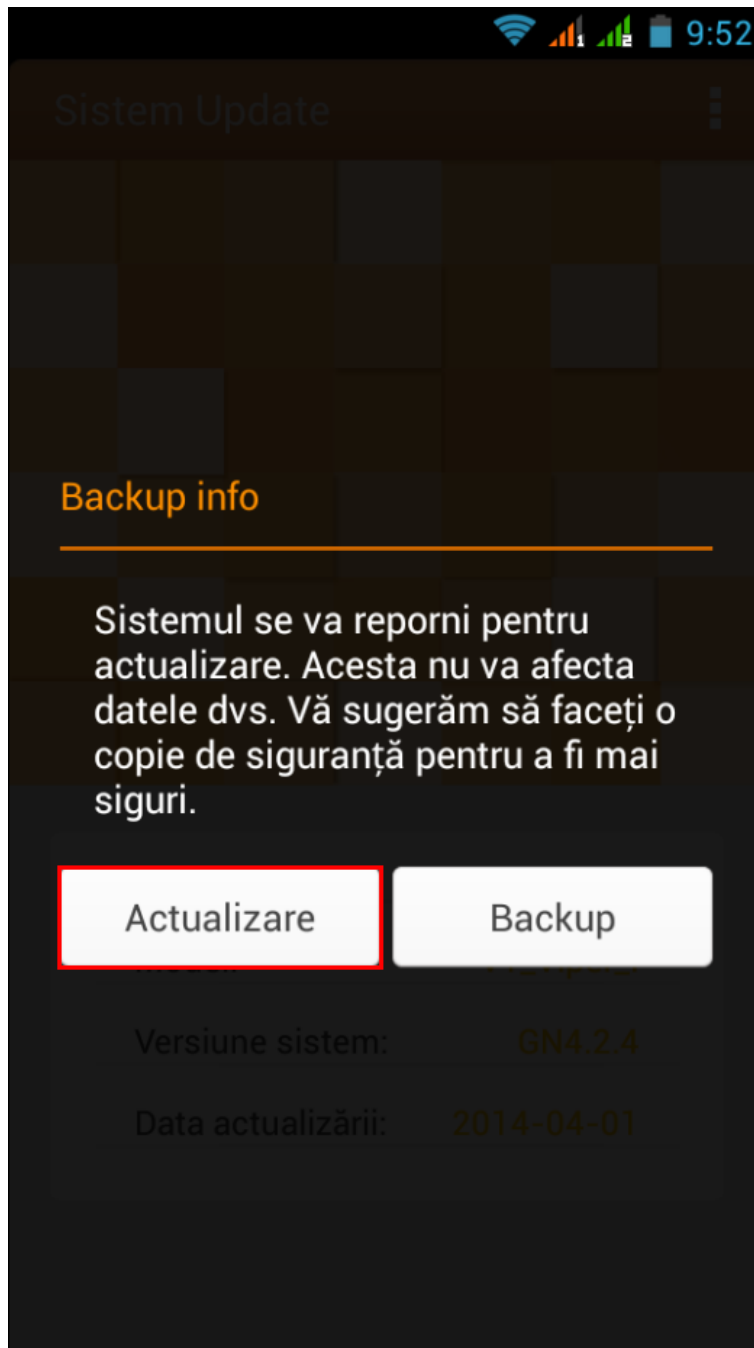 9:52
Sistem Update
Backup info
Sistemul se va reporni pentru
actualizare. Acesta nu va afecta
datele dvs. Vă sugerăm să faceți o
copie de siguranță pentru a fi mai
siguri.
Actualizare Backup
Versiune sistem: GN4.2.4
Data actualizării: 2014-04-01